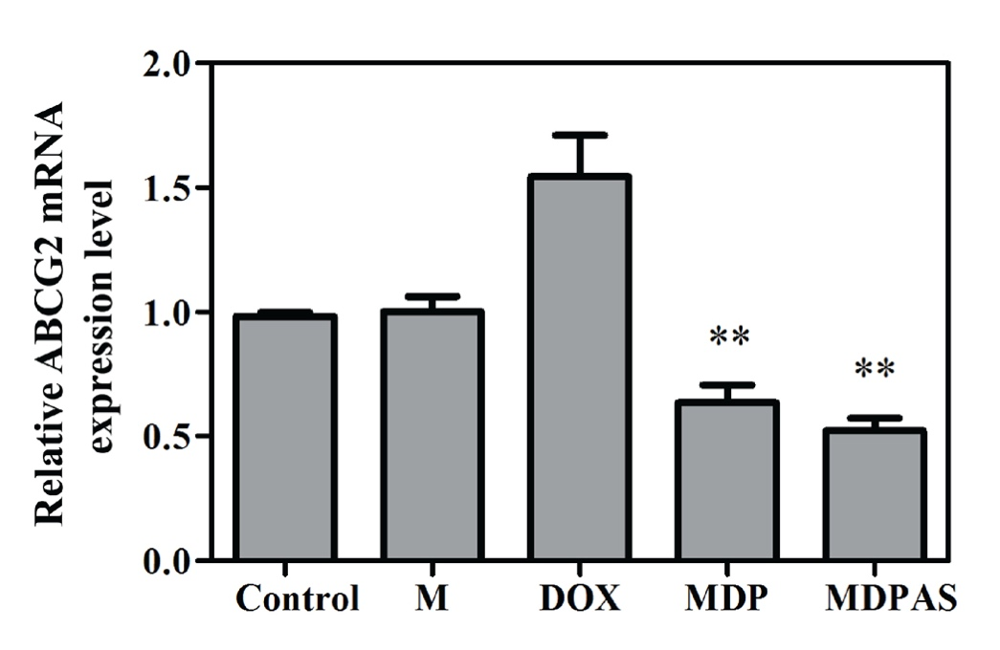 Relative ABCG2 mRNA
expression level
2.0
1.5
1.0
0.5
0.0
**
**
Control M DOX MDP MDPAS